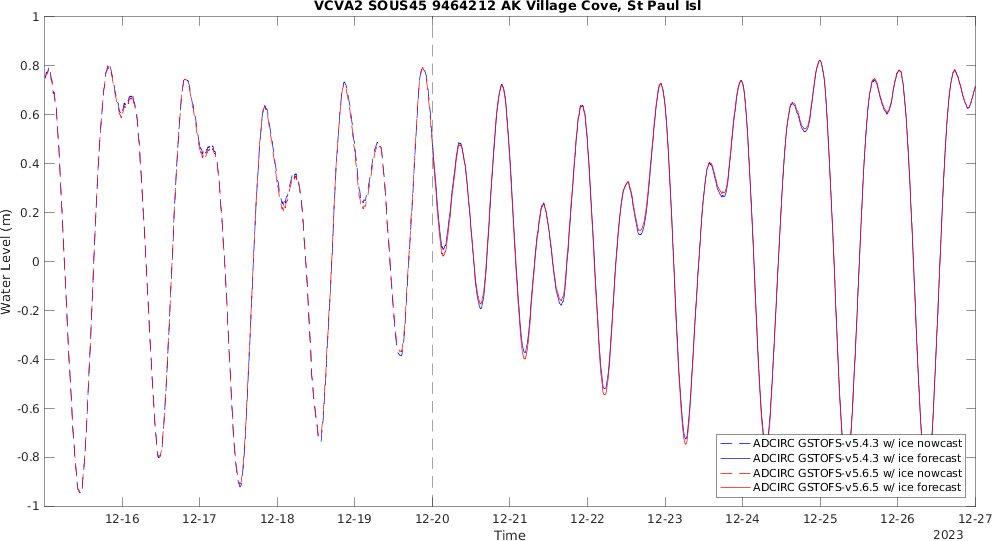 VCVA2 SOUS45 9464212 AK Village Cove, St Paul Isl
1
0.8
0.6
0.4
0.2
0
-0.2
-0.4
-0.6
-0.8
-1
Water Level (m)
ADCIRC GSTOFS-v5.4.3 w/ ice nowcast
ADCIRC GSTOFS-v5.4.3 w/ ice forecast
ADCIRC GSTOFS-v5.6.5 w/ ice nowcast
ADCIRC GSTOFS-v5.6.5 w/ ice forecast
12-16 12-17 12-18 12-19 12-20 12-21 12-22 12-23 12-24 12-25 12-26 12-27
Time
2023